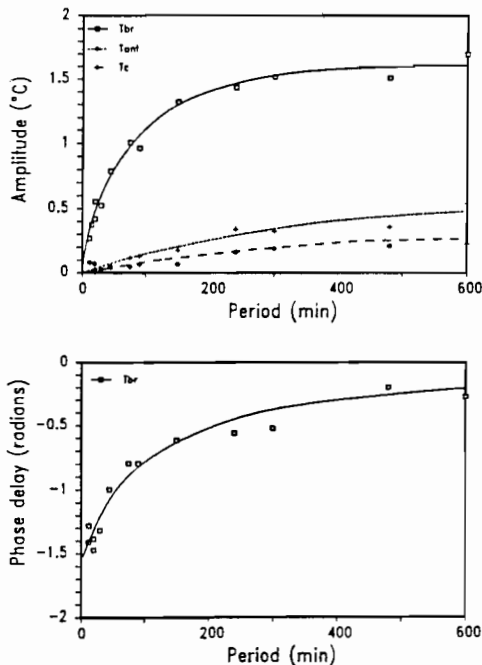 2
Tbr
Tant
Tc
1.5
1
0.5
0
Amplitude (°C)
0 200 400 600
Period (min)
-0
Tbr
-0.5
-1
-1.5
-2
Phase delay (radians)
0 200 400 600
Period (min)